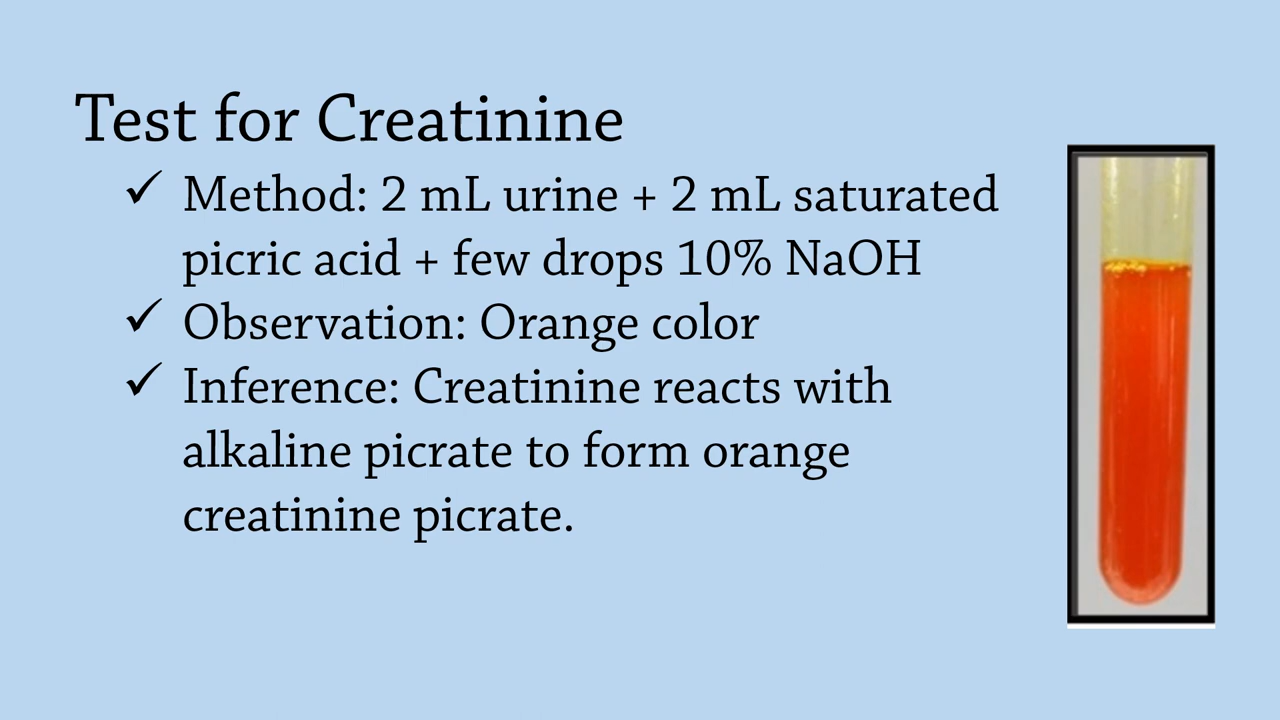 Test for Creatinine
✓ Method: 2 mL urine + 2 mL saturated
picric acid + few drops 10% NaOH
✓ Observation: Orange color
✓ Inference: Creatinine reacts with
alkaline picrate to form orange
creatinine picrate.